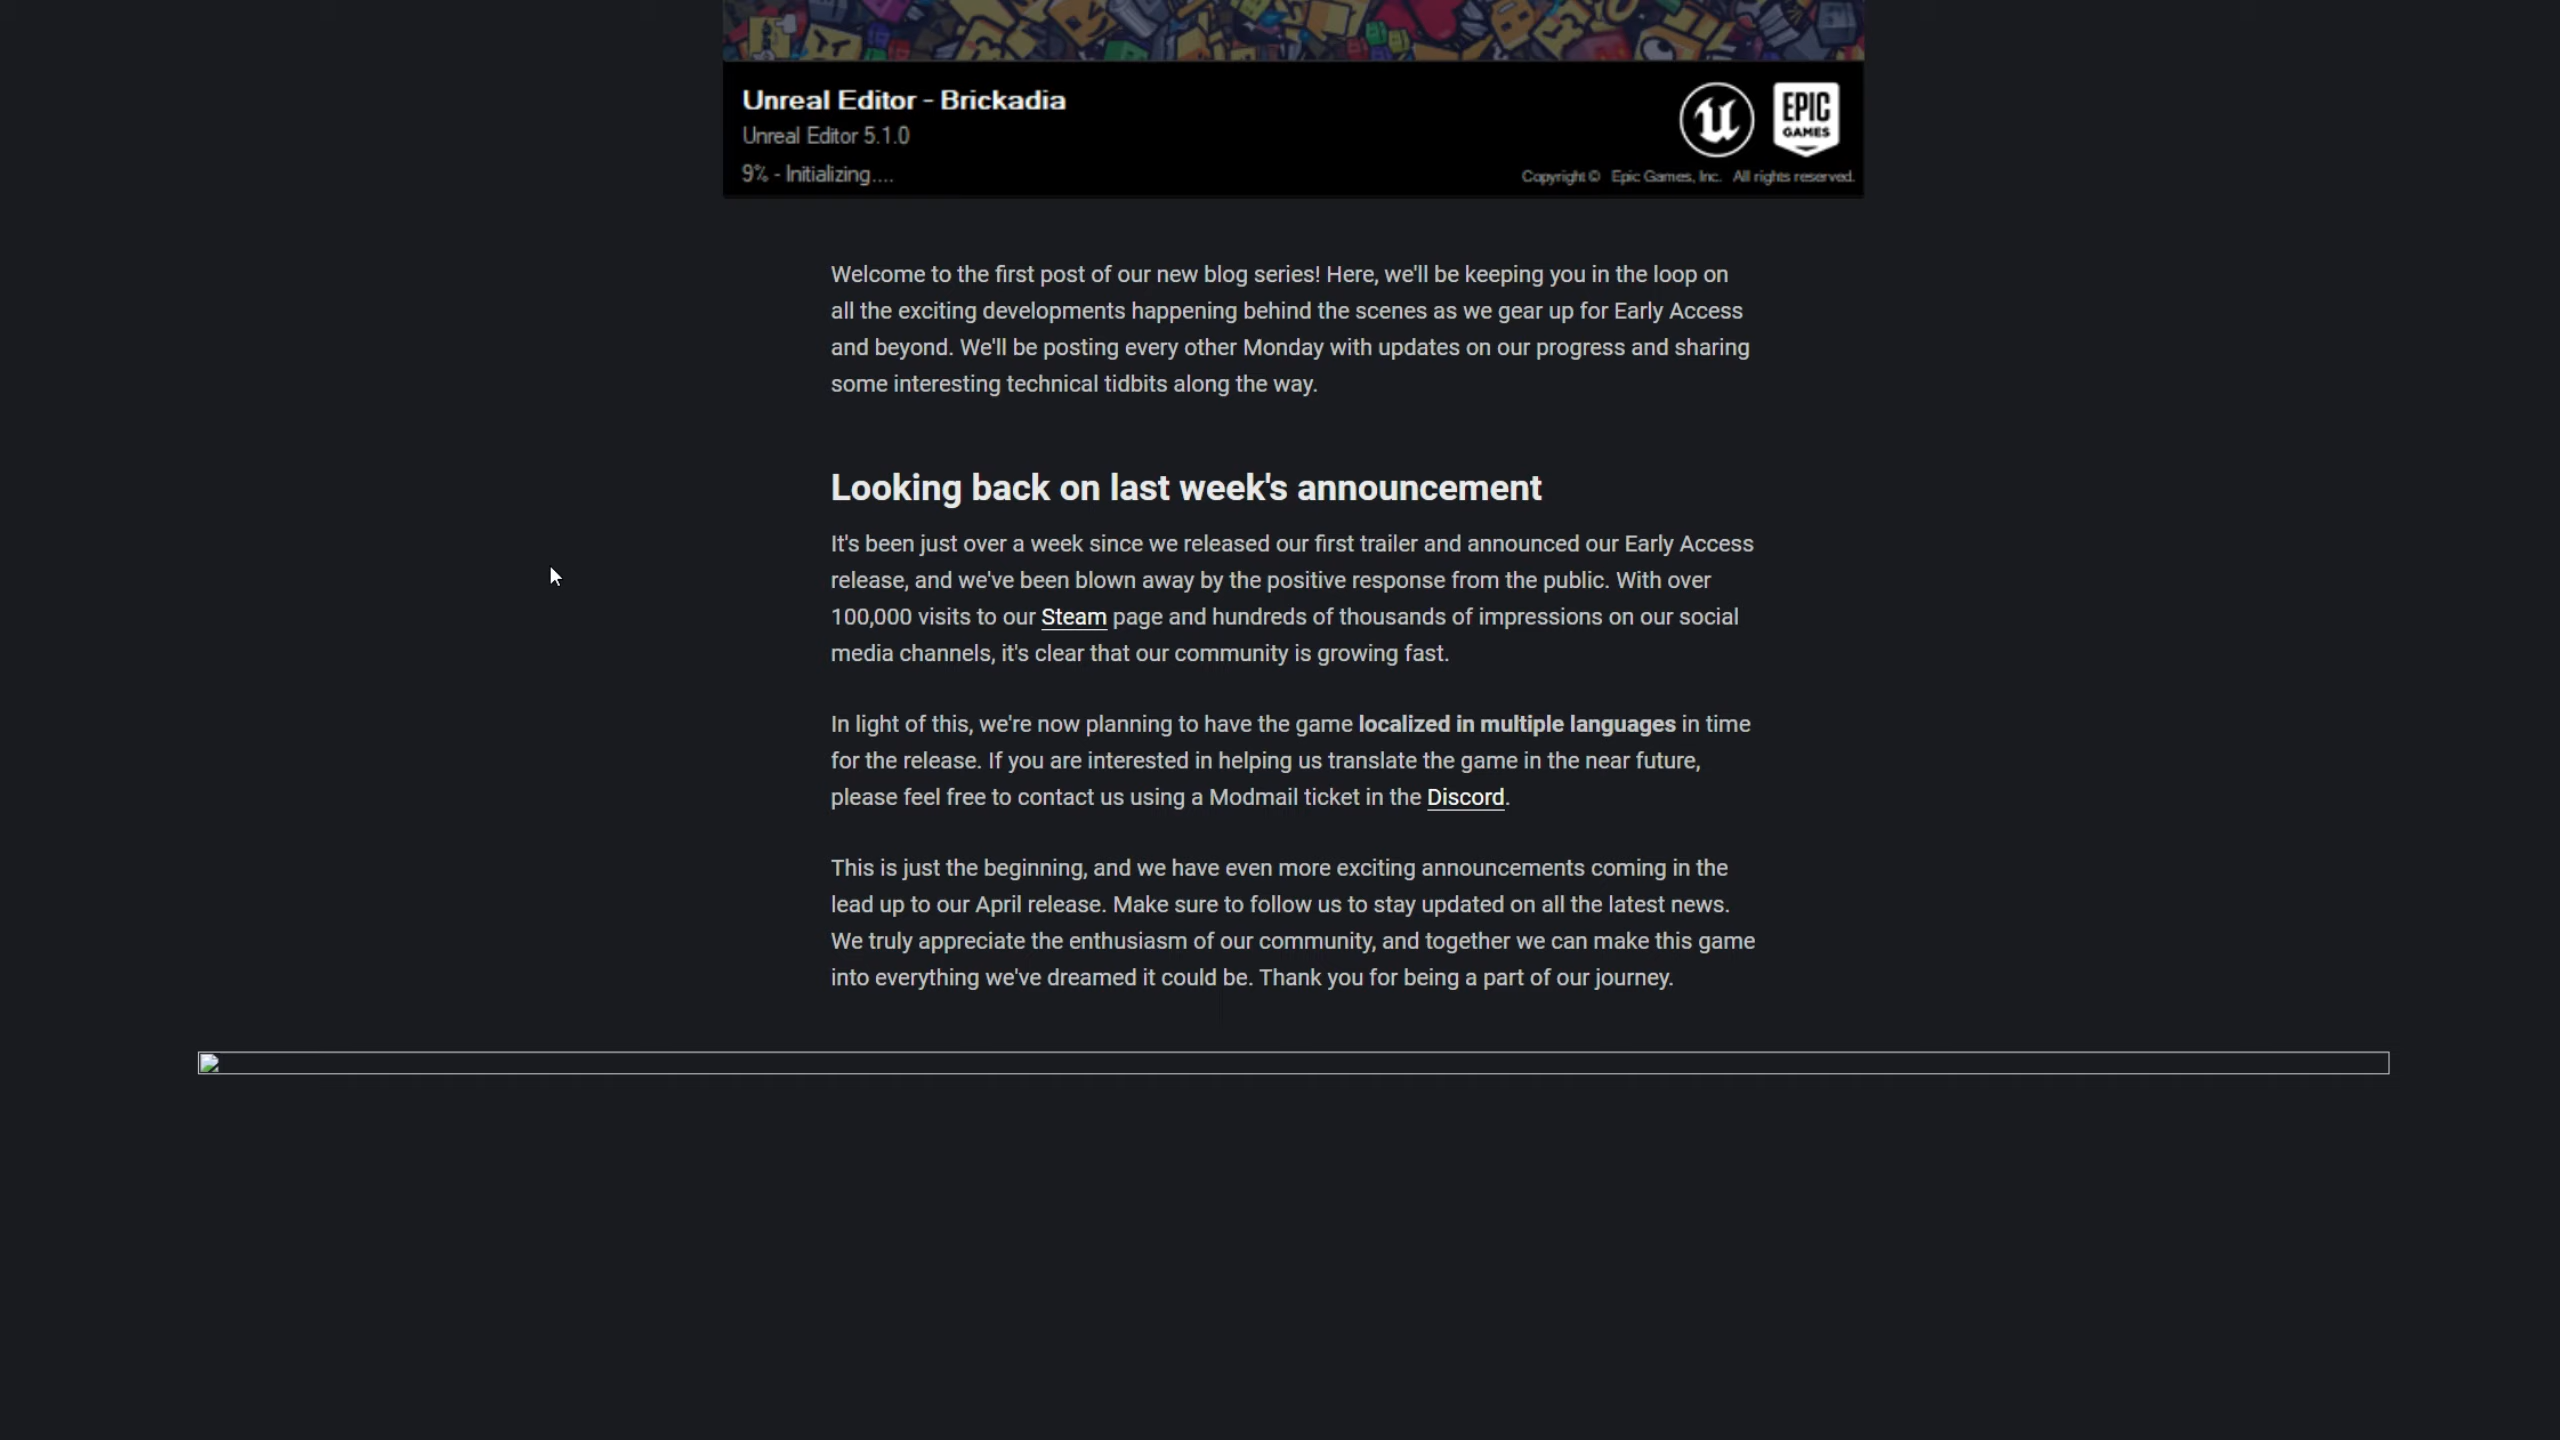 Unreal Editor - Brickadia
Unreal Editor 5.1.0
9% - Initializing....
EPIC
GAMES
Copyright © Epic Games, Inc. All rights reserved.
Welcome to the first post of our new blog series! Here, we'll be keeping you in the loop on
all the exciting developments happening behind the scenes as we gear up for Early Access
and beyond. We'll be posting every other Monday with updates on our progress and sharing
some interesting technical tidbits along the way.
Looking back on last week's announcement
It's been just over a week since we released our first trailer and announced our Early Access
release, and we've been blown away by the positive response from the public. With over
100,000 visits to our Steam page and hundreds of thousands of impressions on our social
media channels, it's clear that our community is growing fast.
In light of this, we're now planning to have the game localized in multiple languages in time
for the release. If you are interested in helping us translate the game in the near future,
please feel free to contact us using a Modmail ticket in the Discord.
This is just the beginning, and we have even more exciting announcements coming in the
lead up to our April release. Make sure to follow us to stay updated on all the latest news.
We truly appreciate the enthusiasm of our community, and together we can make this game
into everything we've dreamed it could be. Thank you for being a part of our journey.